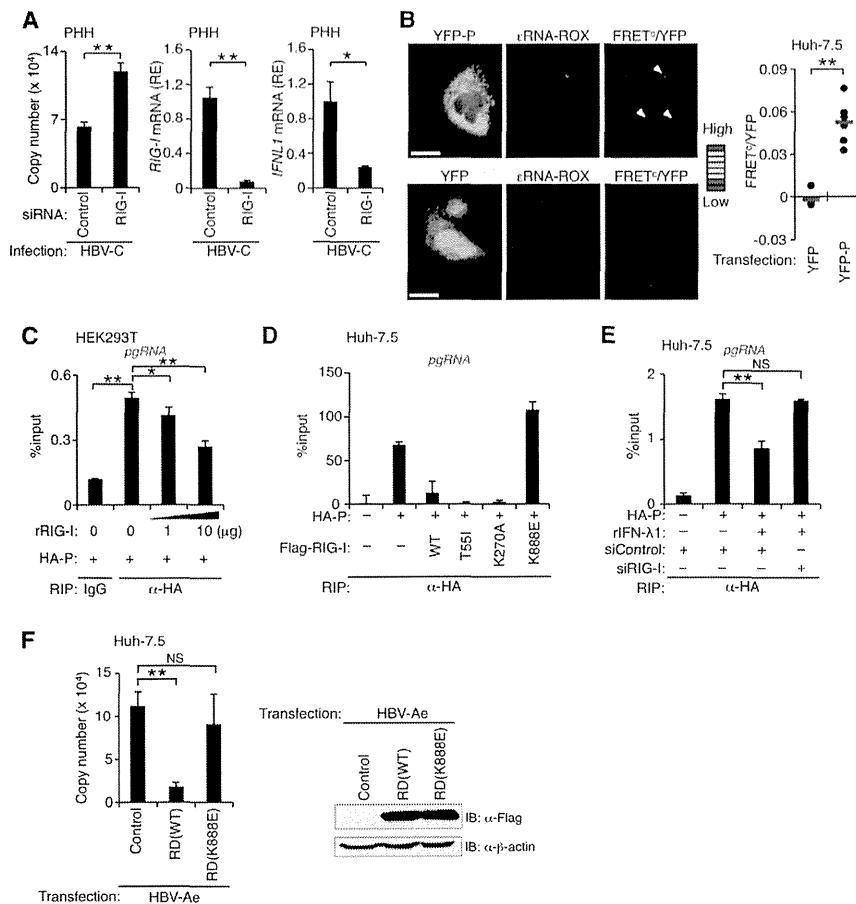 A
PHH
**
Copy number (x 10⁴)
14
7
0
siRNA:
Control
RIG-I
Infection:
HBV-C
PHH
**
RIG-I mRNA (RE)
1.6
1.2
0.8
0.4
0
Control
RIG-I
HBV-C
PHH
*
IFNL1 mRNA (RE)
1.6
1.2
0.8
0.4
0
Control
RIG-I
HBV-C
B
YFP-P
εRNA-ROX
FRETᶜ/YFP
YFP
εRNA-ROX
FRETᶜ/YFP
High
Low
Huh-7.5
**
FRETᶜ/YFP
0.09
0.06
0.03
0
-0.03
Transfection:
YFP
YFP-P
C
HEK293T
pgRNA
**
*
**
%input
0.6
0.3
0
rRIG-I: 0 0 1 10 (μg)
HA-P: + + + +
RIP: IgG α-HA
D
Huh-7.5
pgRNA
%input
150
100
50
0
HA-P: – + + + + +
Flag-RIG-I: – – WT T55I K270A K888E
RIP: α-HA
E
Huh-7.5
pgRNA
NS
**
%input
2
1
0
HA-P: – + + +
rIFN-λ1: – – + +
siControl: + + + –
siRIG-I: – – – +
RIP: α-HA
F
Huh-7.5
NS
**
Copy number (x 10⁴)
15
10
5
0
Control
RD(WT)
RD(K888E)
Transfection:
HBV-Ae
Transfection:
HBV-Ae
Control
RD(WT)
RD(K888E)
IB: α-Flag
IB: α-β-actin